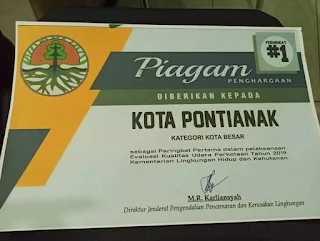 PERINGKAT
#1
Piagam
PENGHARGAAN
DIBERIKAN KEPADA
KOTA PONTIANAK
KATEGORI KOTA BESAR
sebagai Peringkat Pertama dalam pelaksanaan
Evaluasi Kualitas Udara Perkotaan Tahun 2019
Kementerian Lingkungan Hidup dan Kehutanan
M.R. Karliansyah
Direktur Jenderal Pengendalian Pencemaran dan Kerusakan Lingkungan